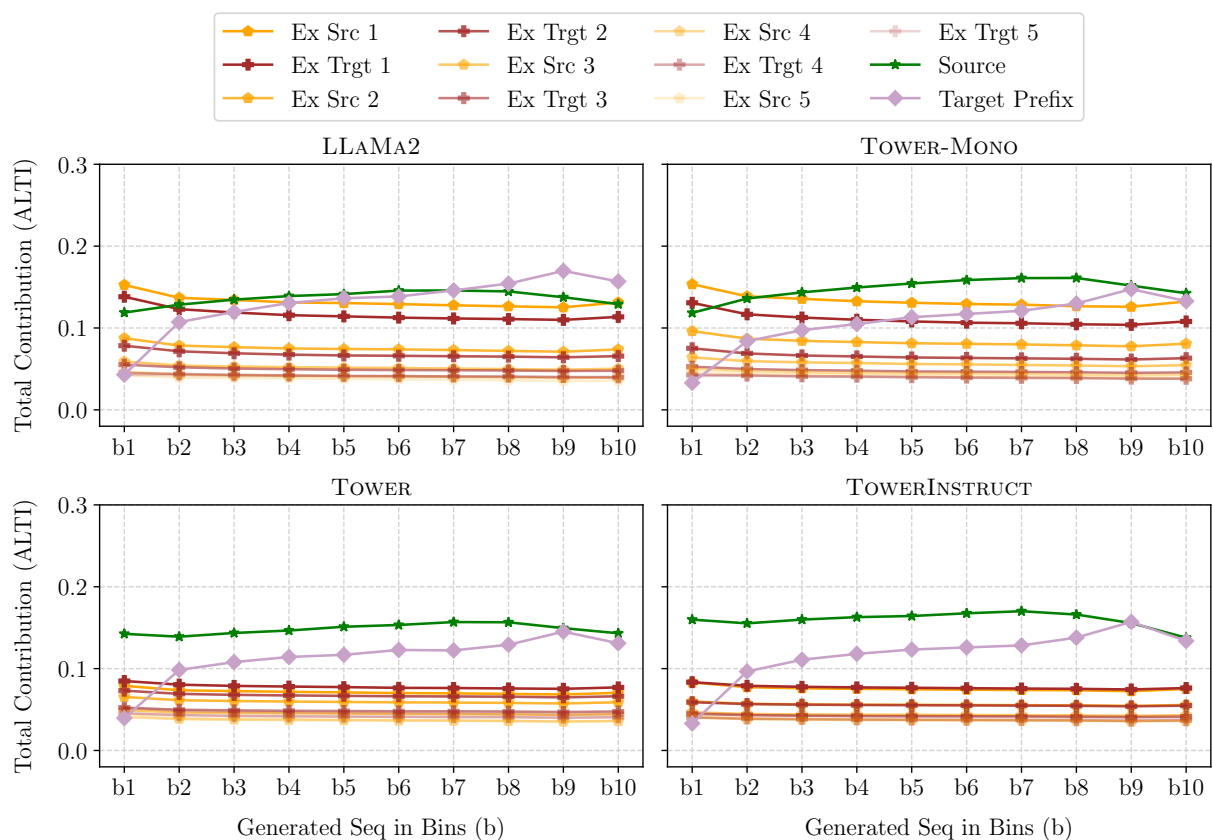 Ex Src 1 Ex Trgt 2 Ex Src 4 Ex Trgt 5
Ex Trgt 1 Ex Src 3 Ex Trgt 4 Source
Ex Src 2 Ex Trgt 3 Ex Src 5 Target Prefix
LLAMA2 TOWER-MONO
Total Contribution (ALTI)
0.3
0.2
0.1
0.0
b1 b2 b3 b4 b5 b6 b7 b8 b9 b10 b1 b2 b3 b4 b5 b6 b7 b8 b9 b10
TOWER TOWERINSTRUCT
Total Contribution (ALTI)
0.3
0.2
0.1
0.0
b1 b2 b3 b4 b5 b6 b7 b8 b9 b10 b1 b2 b3 b4 b5 b6 b7 b8 b9 b10
Generated Seq in Bins (b) Generated Seq in Bins (b)